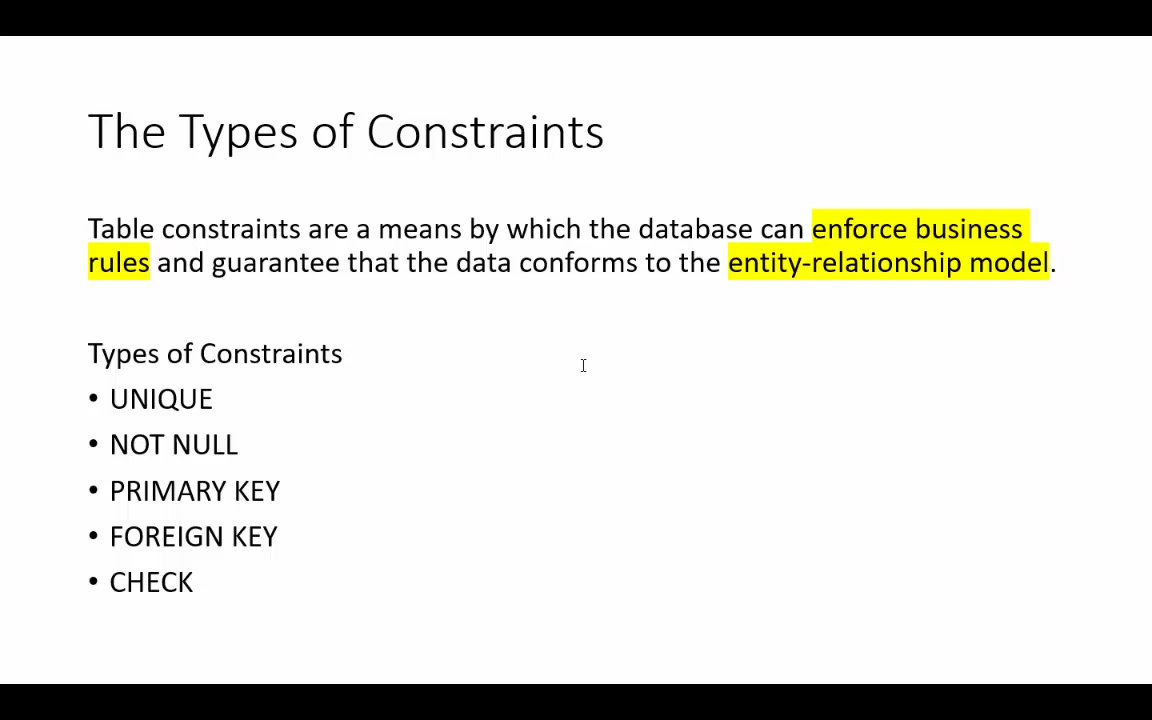 The Types of Constraints
Table constraints are a means by which the database can enforce business
rules and guarantee that the data conforms to the entity-relationship model.
Types of Constraints
• UNIQUE
• NOT NULL
• PRIMARY KEY
• FOREIGN KEY
• CHECK